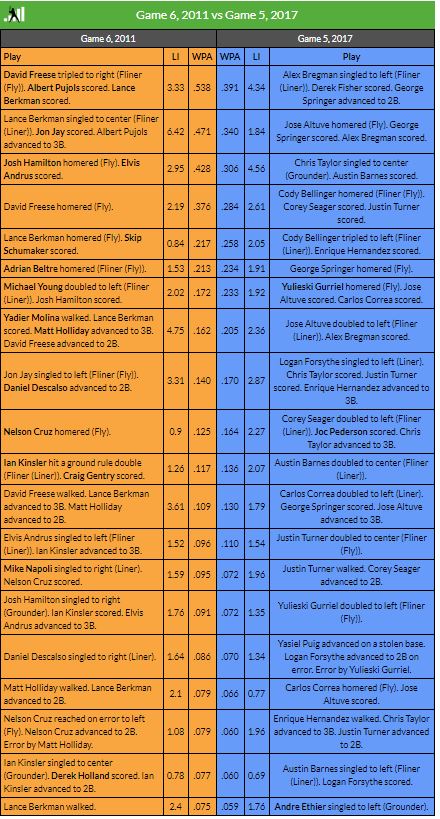 Game 6, 2011 vs Game 5, 2017
Game 6, 2011 Game 5, 2017
Play LI WPA WPA LI Play
David Freese tripled to right (Fliner
(Fly)). Albert Pujols scored. Lance
Berkman scored.
3.33 .538 .391 4.34
Alex Bregman singled to left (Fliner
(Liner)). Derek Fisher scored. George
Springer advanced to 2B.
Lance Berkman singled to center (Fliner
(Liner)). Jon Jay scored. Albert Pujols
advanced to 3B.
6.42 .471 .340 1.84
Jose Altuve homered (Fly). George
Springer scored. Alex Bregman scored.
Josh Hamilton homered (Fly). Elvis
Andrus scored.
2.95 .428 .306 4.56
Chris Taylor singled to center
(Grounder). Austin Barnes scored.
David Freese homered (Fly).
2.19 .376 .284 2.61
Cody Bellinger homered (Fliner (Fly)).
Corey Seager scored. Justin Turner
scored.
Lance Berkman homered (Fly). Skip
Schumaker scored.
0.84 .217 .258 2.05
Cody Bellinger tripled to left (Fliner
(Liner)). Enrique Hernandez scored.
Adrian Beltre homered (Fliner (Fly)).
1.53 .213 .234 1.91
George Springer homered (Fly).
Michael Young doubled to left (Fliner
(Liner)). Josh Hamilton scored.
2.02 .172 .233 1.92
Yulieski Gurriel homered (Fly). Jose
Altuve scored. Carlos Correa scored.
Yadier Molina walked. Lance Berkman
scored. Matt Holliday advanced to 3B.
David Freese advanced to 2B.
4.75 .162 .205 2.36
Jose Altuve doubled to left (Fliner
(Liner)). Alex Bregman scored.
Jon Jay singled to left (Fliner (Fly)).
Daniel Descalso advanced to 2B.
3.31 .140 .170 2.87
Logan Forsythe singled to left (Liner).
Chris Taylor scored. Justin Turner
scored. Enrique Hernandez advanced to
3B.
Nelson Cruz homered (Fly).
0.9 .125 .164 2.27
Corey Seager doubled to left (Fliner
(Liner)). Joc Pederson scored. Chris
Taylor advanced to 3B.
Ian Kinsler hit a ground rule double
(Fliner (Liner)). Craig Gentry scored.
1.26 .117 .136 2.07
Austin Barnes doubled to center (Fliner
(Liner)).
David Freese walked. Lance Berkman
advanced to 3B. Matt Holliday
advanced to 2B.
3.61 .109 .130 1.79
Carlos Correa doubled to left (Liner).
George Springer scored. Jose Altuve
advanced to 3B.
Elvis Andrus singled to left (Fliner
(Liner)). Ian Kinsler advanced to 3B.
1.52 .096 .110 1.54
Justin Turner doubled to center (Fliner
(Fly)).
Mike Napoli singled to right (Liner).
Nelson Cruz scored.
1.59 .095 .072 1.96
Justin Turner walked. Corey Seager
advanced to 2B.
Josh Hamilton singled to right
(Grounder). Ian Kinsler scored. Elvis
Andrus advanced to 3B.
1.76 .091 .072 1.35
Yulieski Gurriel doubled to left (Fliner
(Fly)).
Daniel Descalso singled to right (Liner).
1.64 .086 .070 1.34
Yasiel Puig advanced on a stolen base.
Logan Forsythe advanced to 2B on
error. Error by Yulieski Gurriel.
Matt Holliday walked. Lance Berkman
advanced to 2B.
2.1 .079 .066 0.77
Carlos Correa homered (Fly). Jose
Altuve scored.
Nelson Cruz reached on error to left
(Fly). Nelson Cruz advanced to 2B.
Error by Matt Holliday.
1.08 .079 .060 1.96
Enrique Hernandez walked. Chris Taylor
advanced to 3B. Justin Turner advanced
to 2B.
Ian Kinsler singled to center
(Grounder). Derek Holland scored. Ian
Kinsler advanced to 2B.
0.78 .077 .060 0.69
Austin Barnes singled to left (Fliner
(Liner)). Logan Forsythe scored.
Lance Berkman walked.
2.4 .075 .059 1.76
Andre Ethier singled to left (Grounder).